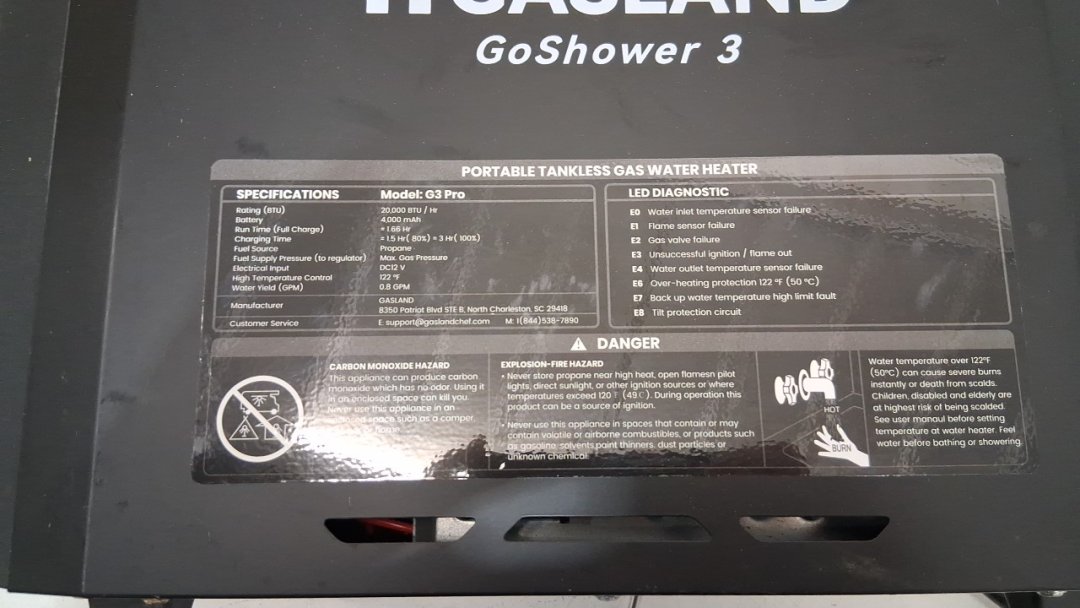 GASLAND
GoShower 3
PORTABLE TANKLESS GAS WATER HEATER
SPECIFICATIONS Model: G3 Pro
Rating (BTU) 20,000 BTU / Hr
Battery 4,000 mAh
Run Time (Full Charge) ≈ 1.66 Hr
Charging Time ≈ 1.5 Hr( 80%) ≈ 3 Hr( 100%)
Fuel Source Propane
Fuel Supply Pressure (to regulator) Max. Gas Pressure
Electrical Input DC12 V
High Temperature Control 122 °F
Water Yield (GPM) 0.8 GPM
Manufacturer GASLAND
8350 Patriot Blvd STE B, North Charleston, SC 29418
Customer Service E: support@gaslandchef.com M: 1(844)538-7890
LED DIAGNOSTIC
E0 Water inlet temperature sensor failure
E1 Flame sensor failure
E2 Gas valve failure
E3 Unsuccessful ignition / flame out
E4 Water outlet temperature sensor failure
E6 Over-heating protection 122 °F (50 °C)
E7 Back up water temperature high limit fault
E8 Tilt protection circuit
DANGER
CARBON MONOXIDE HAZARD
This appliance can produce carbon
monoxide which has no odor. Using it
in an enclosed space can kill you.
Never use this appliance in an
enclosed space such as a camper,
home.
EXPLOSION-FIRE HAZARD
• Never store propane near high heat, open flamesn pilot
lights, direct sunlight, or other ignition sources or where
temperatures exceed 120℉ (49℃). During operation this
product can be a source of ignition.
• Never use this appliance in spaces that contain or may
contain volatile or airborne combustibles, or products such
as gasoline, solvents,paint thinners, dust particles or
unknown chemical.
HOT
BURN
Water temperature over 122°F
(50°C) can cause severe burns
instantly or death from scalds.
Children, disabled and elderly are
at highest risk of being scalded.
See user manaul before setting
temperature at water heater. Feel
water before bathing or showering.